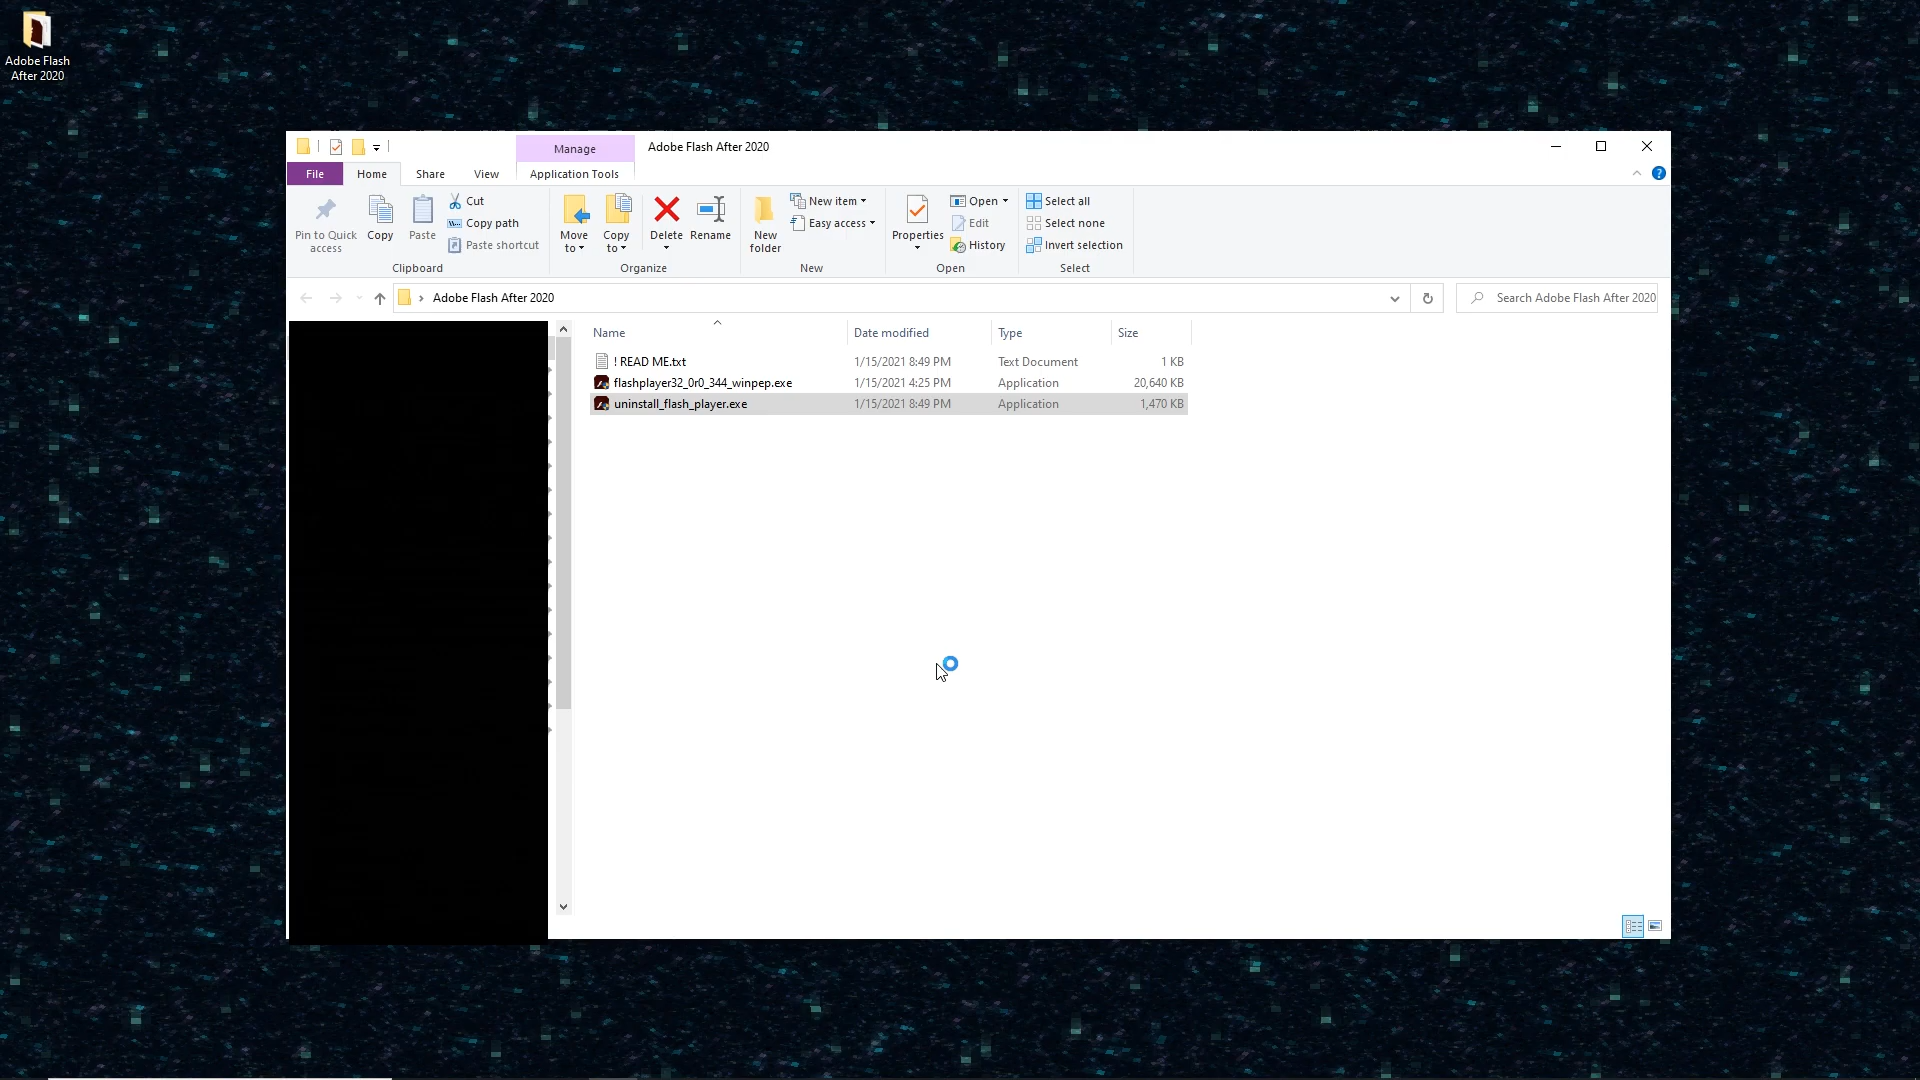 Adobe Flash
After 2020
Manage
Adobe Flash After 2020
File
Home
Share
View
Application Tools
Pin to Quick
access
Copy
Paste
Cut
Copy path
Paste shortcut
Clipboard
Move
to
Copy
to
Delete
Rename
Organize
New
folder
New item
Easy access
New
Properties
Open
Edit
History
Open
Select all
Select none
Invert selection
Select
Adobe Flash After 2020
Search Adobe Flash After 2020
Name Date modified Type Size
! READ ME.txt 1/15/2021 8:49 PM Text Document 1 KB
flashplayer32_0r0_344_winpep.exe 1/15/2021 4:25 PM Application 20,640 KB
uninstall_flash_player.exe 1/15/2021 8:49 PM Application 1,470 KB